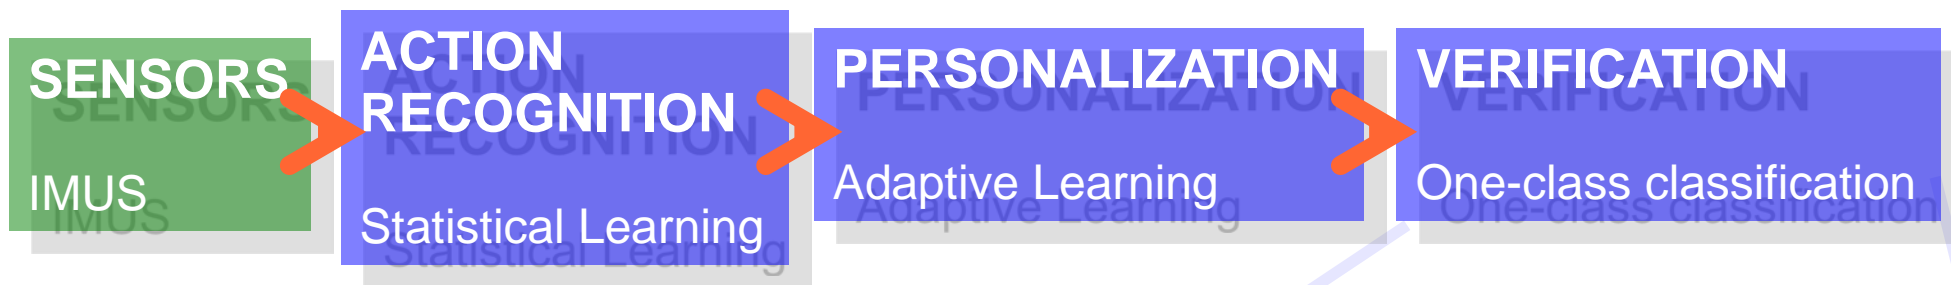 SENSORS
IMUS
ACTION
RECOGNITION
Statistical Learning
PERSONALIZATION
Adaptive Learning
VERIFICATION
One-class classification